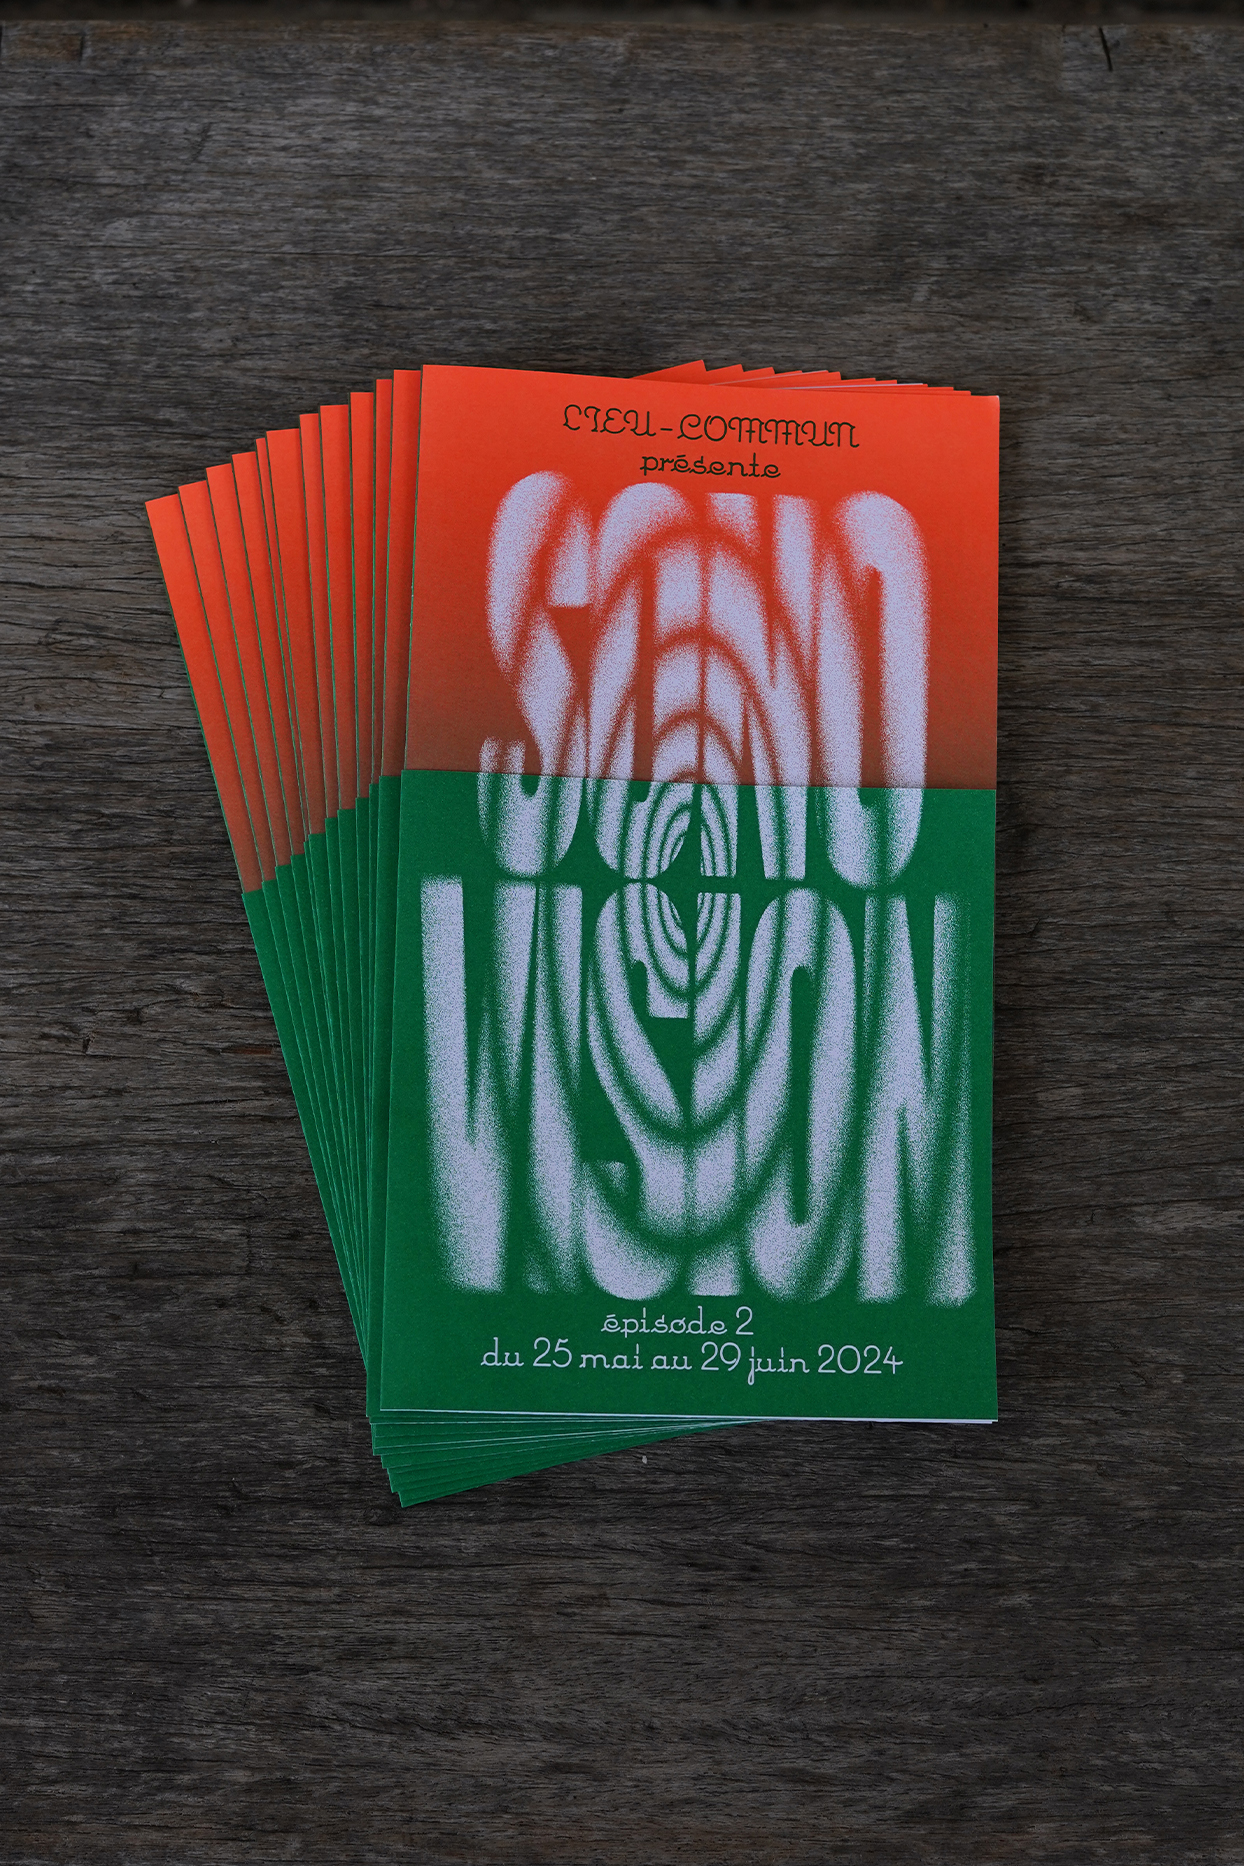 LIEU-COMMUN
présente
SONO
VISION
épisode 2
du 25 mai au 29 juin 2024